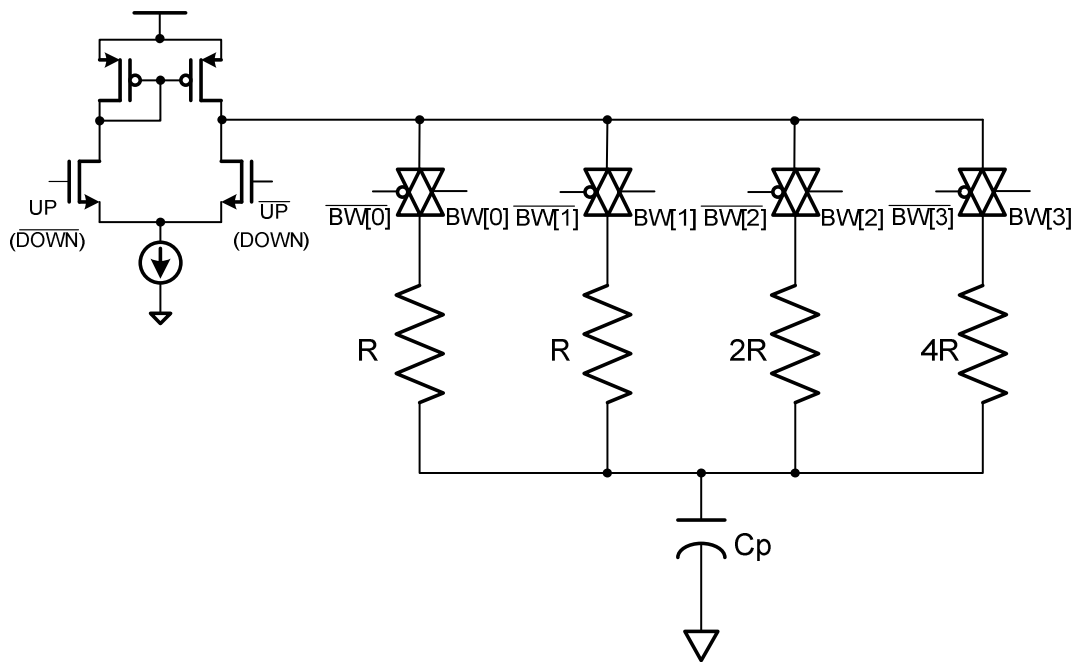 UP
(DOWN)
UP
(DOWN)
BW[0]
BW[0]
BW[1]
BW[1]
BW[2]
BW[2]
BW[3]
BW[3]
R
R
2R
4R
Cp